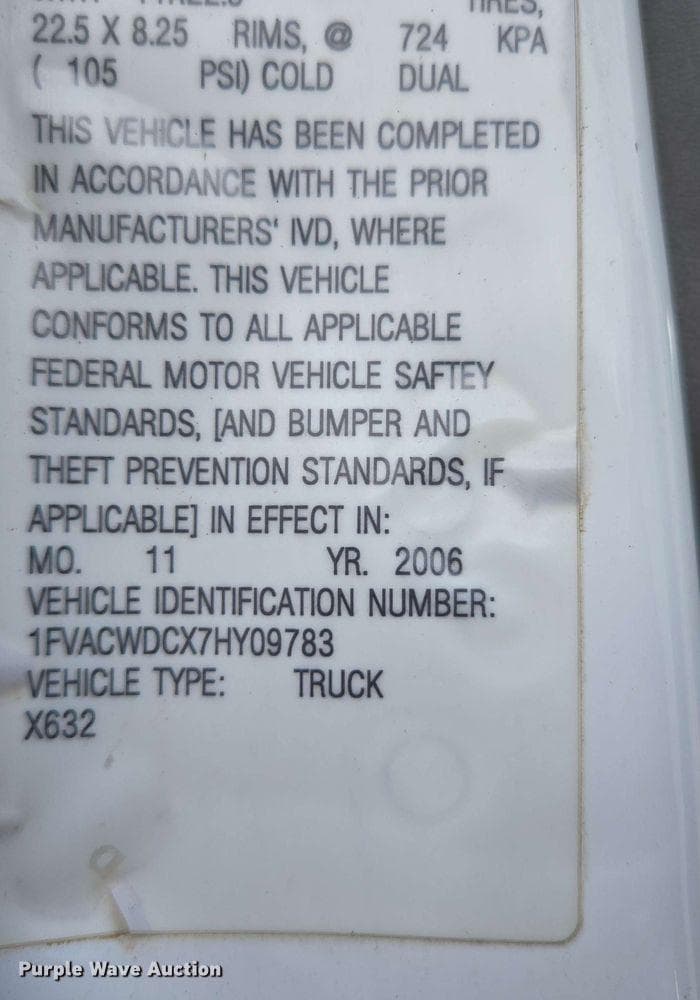 TIRES,
22.5 X 8.25 RIMS, @ 724 KPA
( 105 PSI) COLD DUAL
THIS VEHICLE HAS BEEN COMPLETED
IN ACCORDANCE WITH THE PRIOR
MANUFACTURERS' IVD, WHERE
APPLICABLE. THIS VEHICLE
CONFORMS TO ALL APPLICABLE
FEDERAL MOTOR VEHICLE SAFTEY
STANDARDS, [AND BUMPER AND
THEFT PREVENTION STANDARDS, IF
APPLICABLE] IN EFFECT IN:
MO. 11 YR. 2006
VEHICLE IDENTIFICATION NUMBER:
1FVACWDCX7HY09783
VEHICLE TYPE: TRUCK
X632
Purple Wave Auction